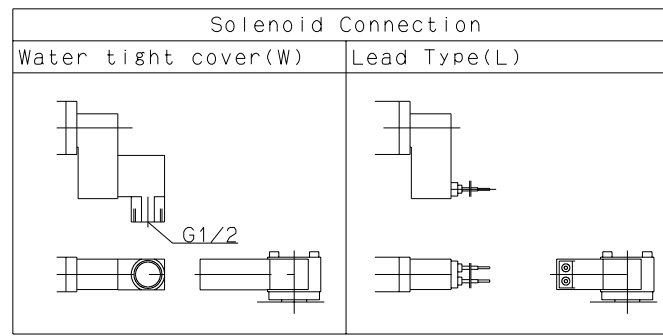 Solenoid Connection
Water tight cover(W)
Lead Type(L)
G1/2